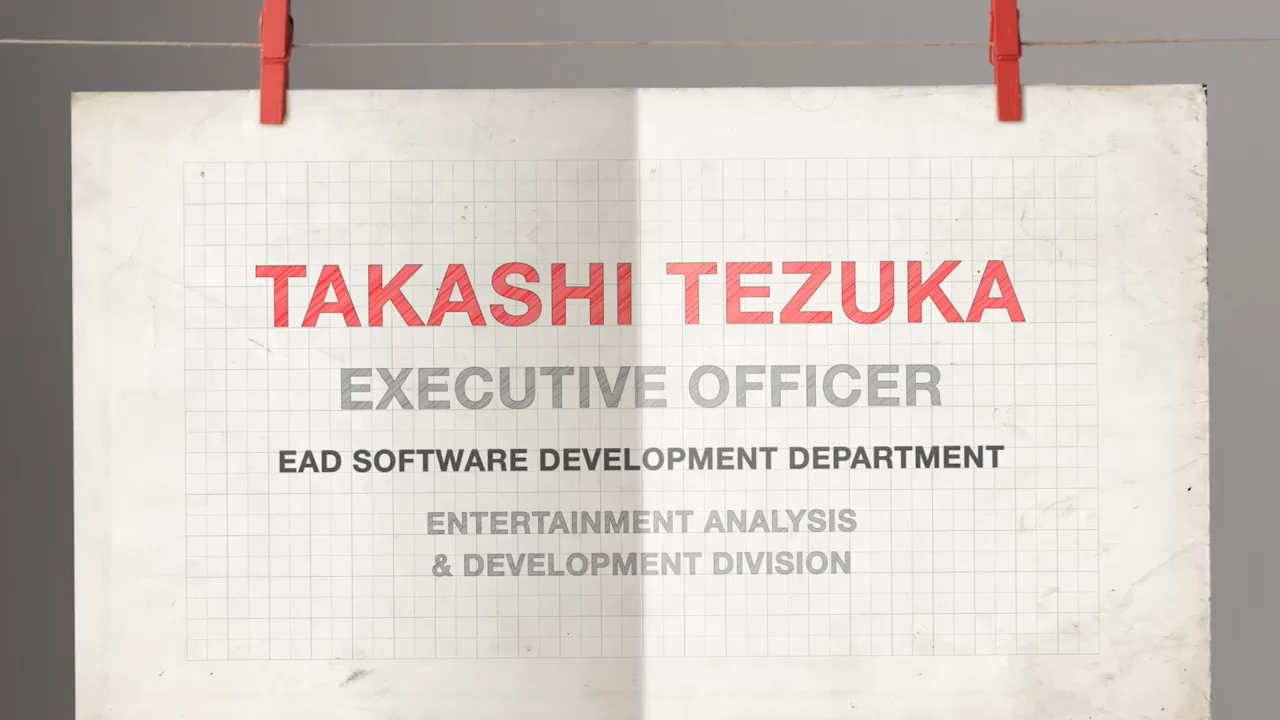 TAKASHI TEZUKA
EXECUTIVE OFFICER
EAD SOFTWARE DEVELOPMENT DEPARTMENT
ENTERTAINMENT ANALYSIS
& DEVELOPMENT DIVISION